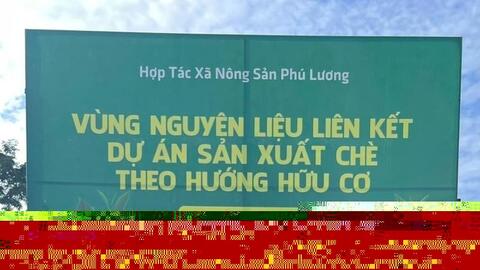 Hợp Tác Xã Nông Sản Phú Lương
VÙNG NGUYÊN LIỆU LIÊN KẾT
DỰ ÁN SẢN XUẤT CHÈ
THEO HƯỚNG HỮU CƠ